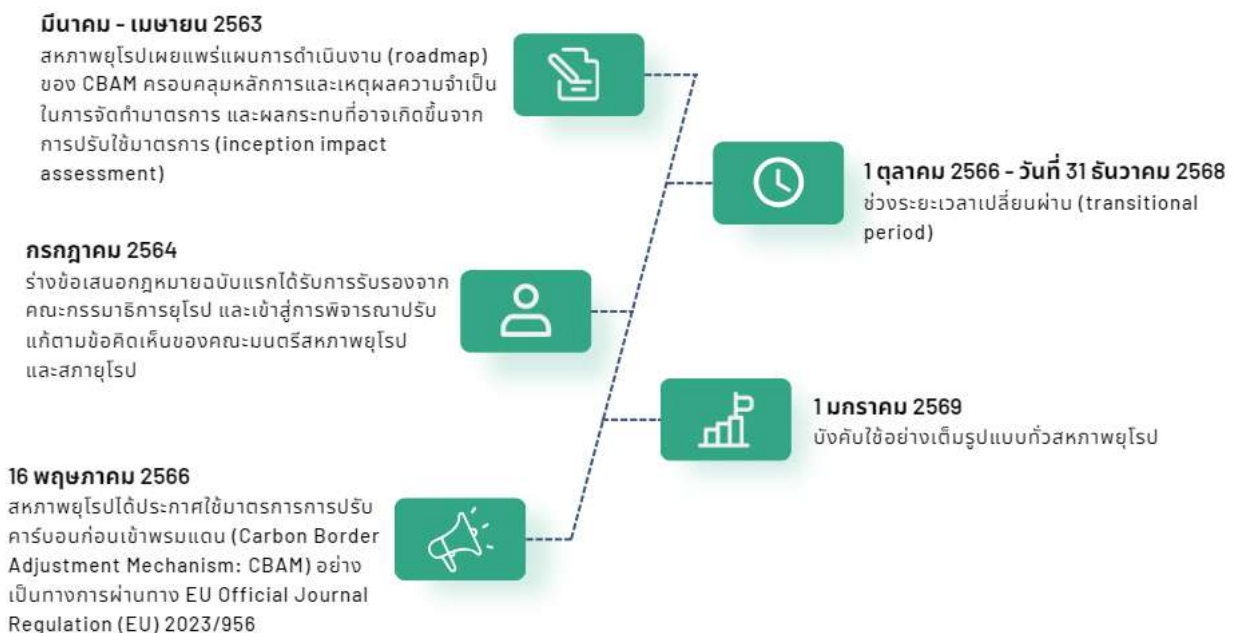 มีนาคม - เมษายน 2563
สหภาพยุโรปเผยแพร่แผนการดำเนินงาน (roadmap)
ของ CBAM ครอบคลุมหลักการและเหตุผลความจำเป็น
ในการจัดทำมาตรการ และผลกระทบที่อาจเกิดขึ้นจาก
การปรับใช้มาตรการ (inception impact
assessment)
กรกฎาคม 2564
ร่างข้อเสนอกฎหมายฉบับแรกได้รับการรับรองจาก
คณะกรรมาธิการยุโรป และเข้าสู่การพิจารณาปรับ
แก้ตามข้อคิดเห็นของคณะมนตรีสหภาพยุโรป
และสภายุโรป
16 พฤษภาคม 2566
สหภาพยุโรปได้ประกาศใช้มาตรการการปรับ
คาร์บอนก่อนเข้าพรมแดน (Carbon Border
Adjustment Mechanism: CBAM) อย่าง
เป็นทางการผ่านทาง EU Official Journal
Regulation (EU) 2023/956
1 ตุลาคม 2566 - วันที่ 31 ธันวาคม 2568
ช่วงระยะเวลาเปลี่ยนผ่าน (transitional
period)
1 มกราคม 2569
บังคับใช้อย่างเต็มรูปแบบทั่วสหภาพยุโรป